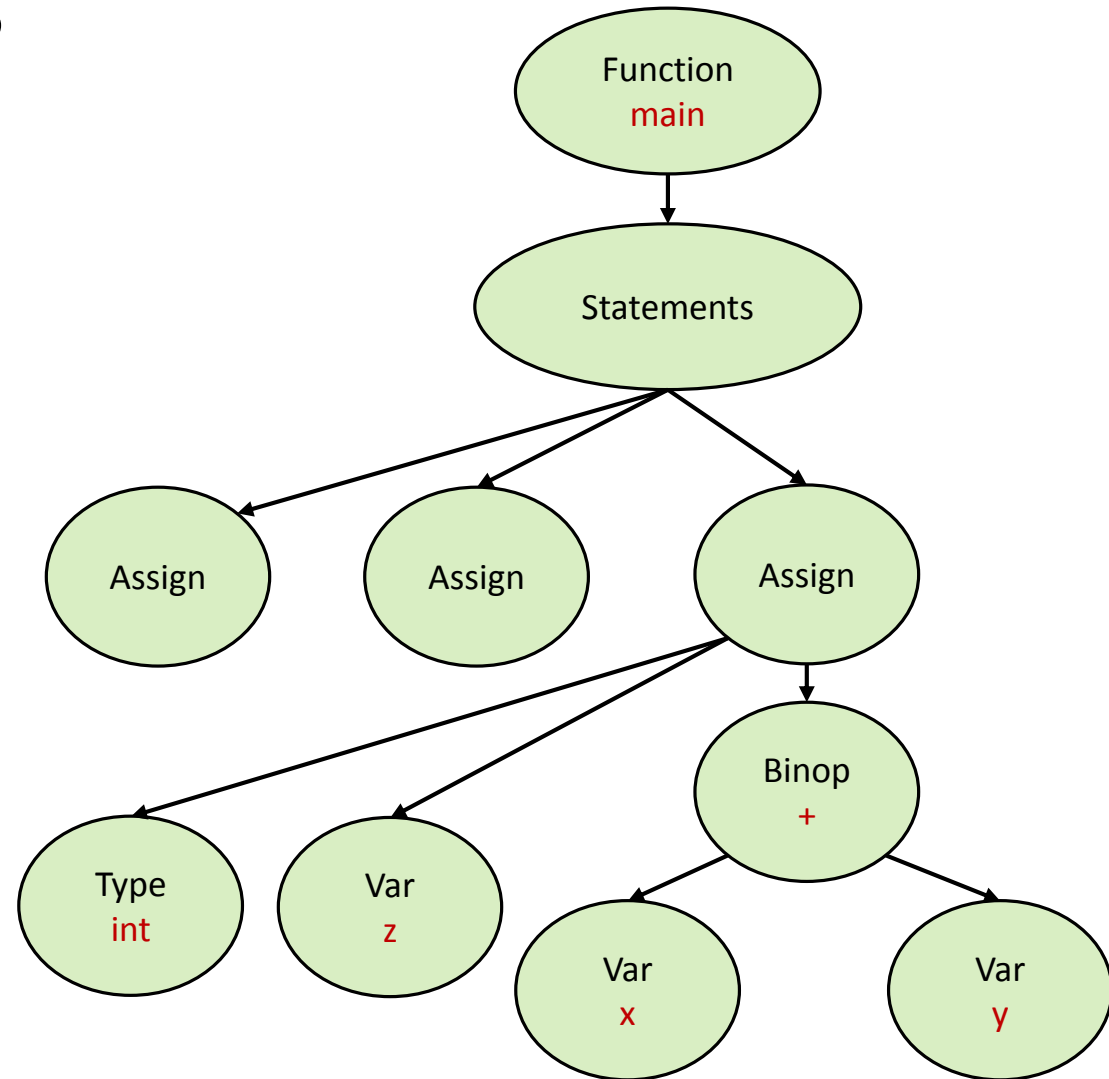 Function
main
Statements
Assign
Assign
Assign
Binop
+
Type
int
Var
z
Var
x
Var
y